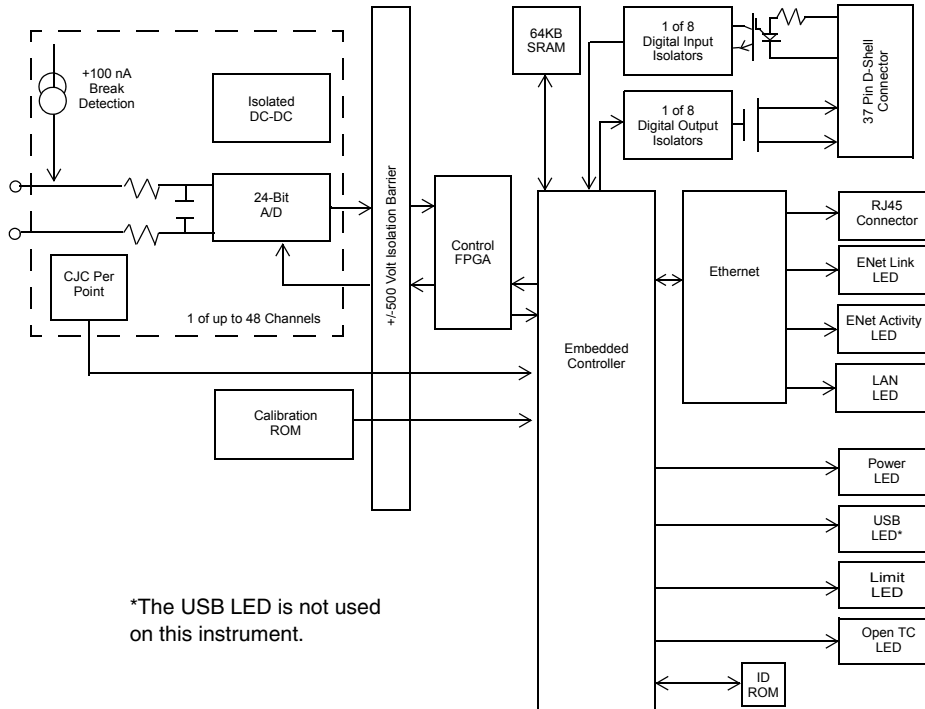 +100 nA
Break
Detection
Isolated
DC-DC
24-Bit
A/D
CJC Per
Point
1 of up to 48 Channels
Calibration
ROM
+/-500 Volt Isolation Barrier
Control
FPGA
64KB
SRAM
1 of 8
Digital Input
Isolators
1 of 8
Digital Output
Isolators
37 Pin D-Shell
Connector
Embedded
Controller
Ethernet
RJ45
Connector
ENet Link
LED
ENet Activity
LED
LAN
LED
Power
LED
USB
LED*
Limit
LED
Open TC
LED
ID
ROM
*The USB LED is not used
on this instrument.